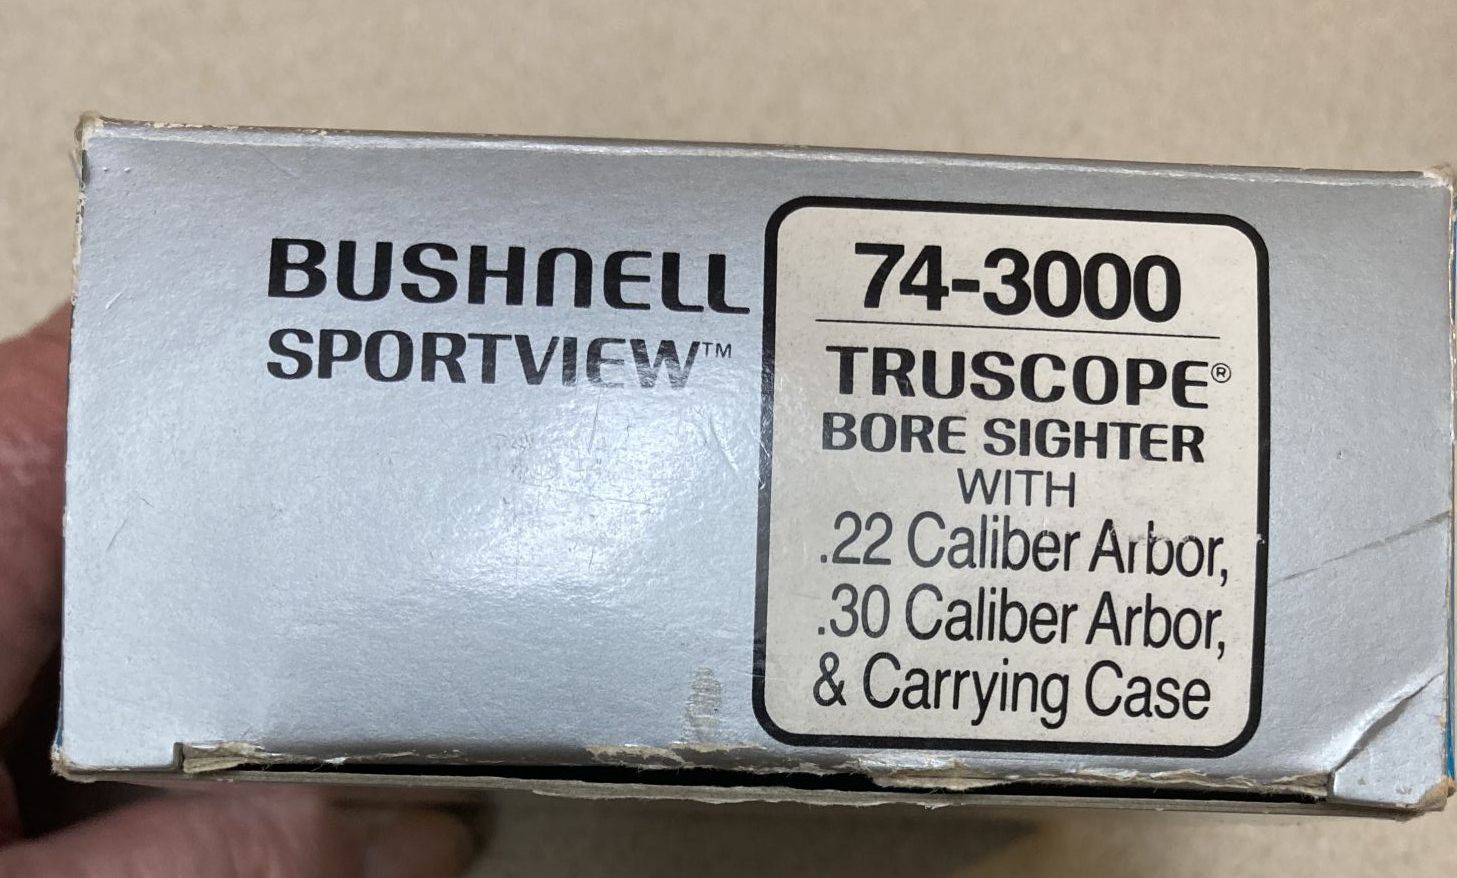 BUSHNELL
SPORTVIEW™
74-3000
TRUSCOPE®
BORE SIGHTER
WITH
.22 Caliber Arbor,
.30 Caliber Arbor,
& Carrying Case